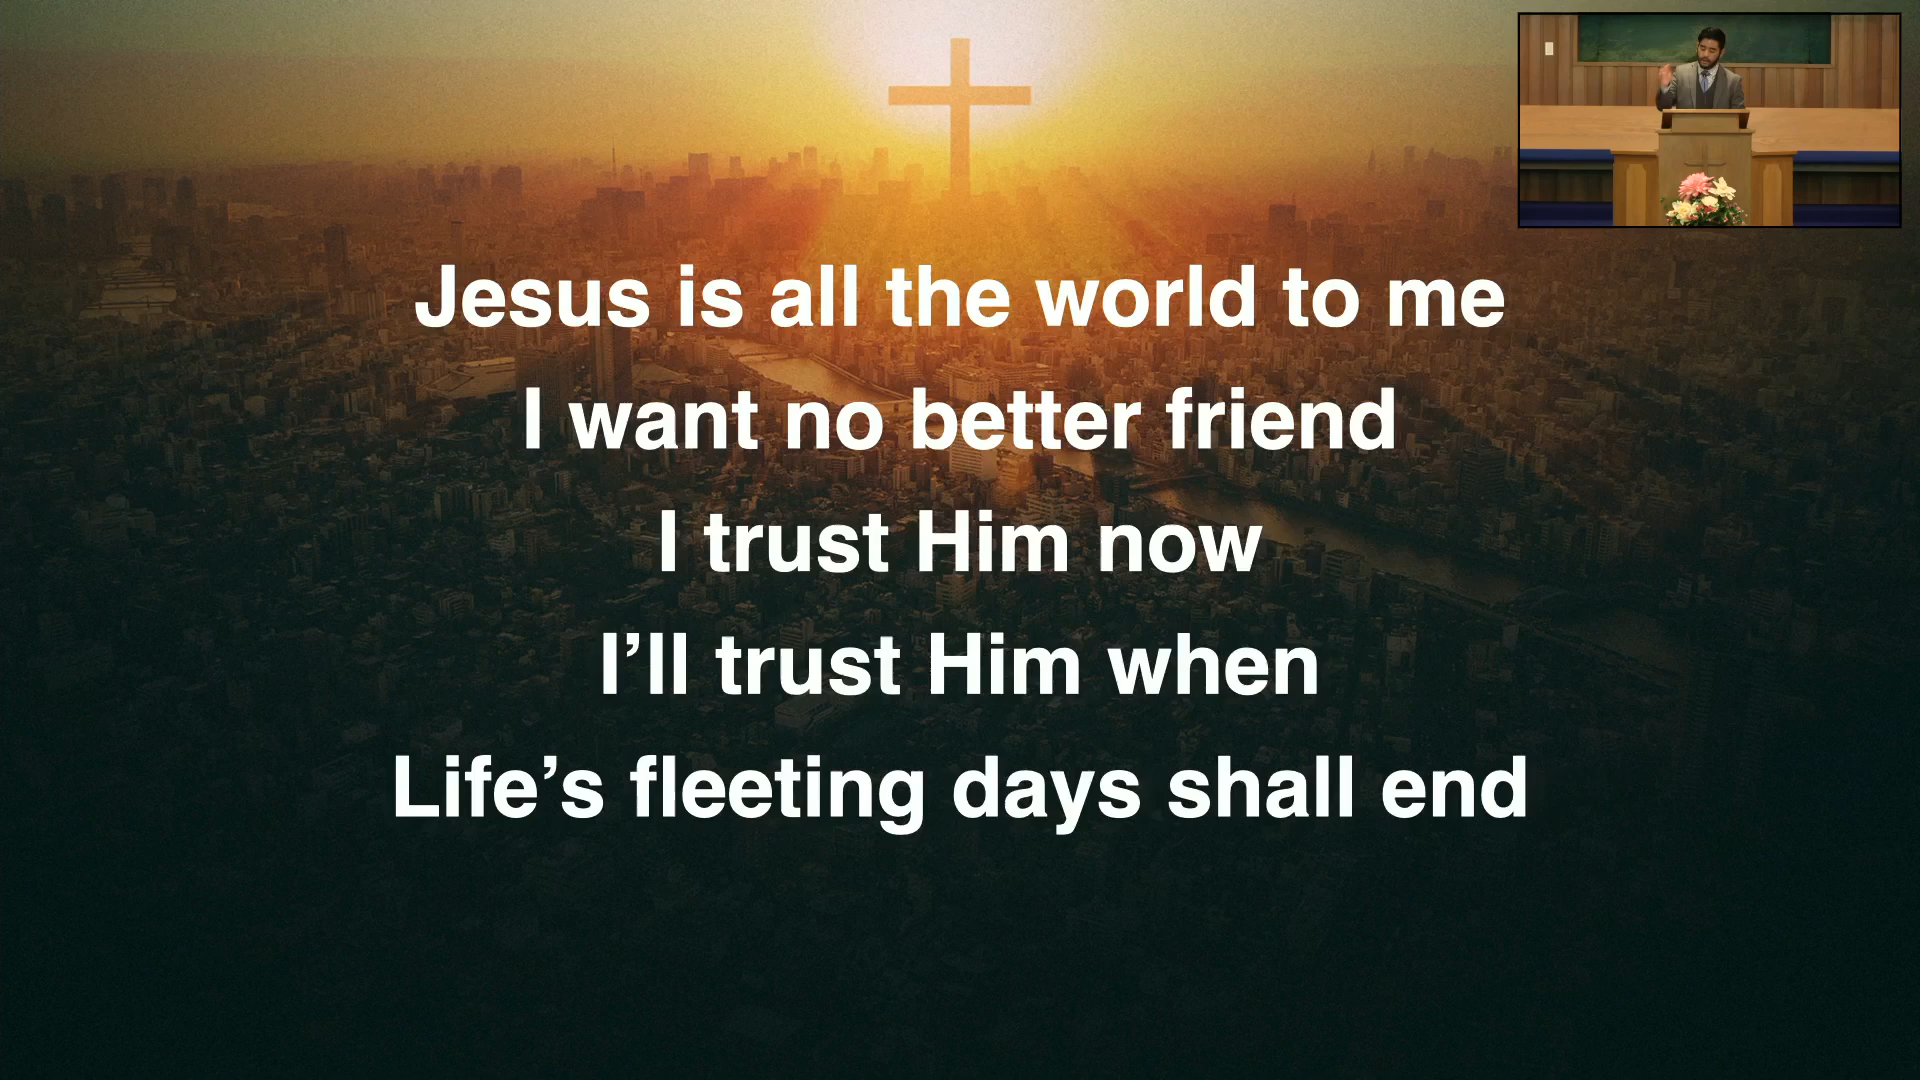 Jesus is all the world to me
I want no better friend
I trust Him now
I’ll trust Him when
Life’s fleeting days shall end